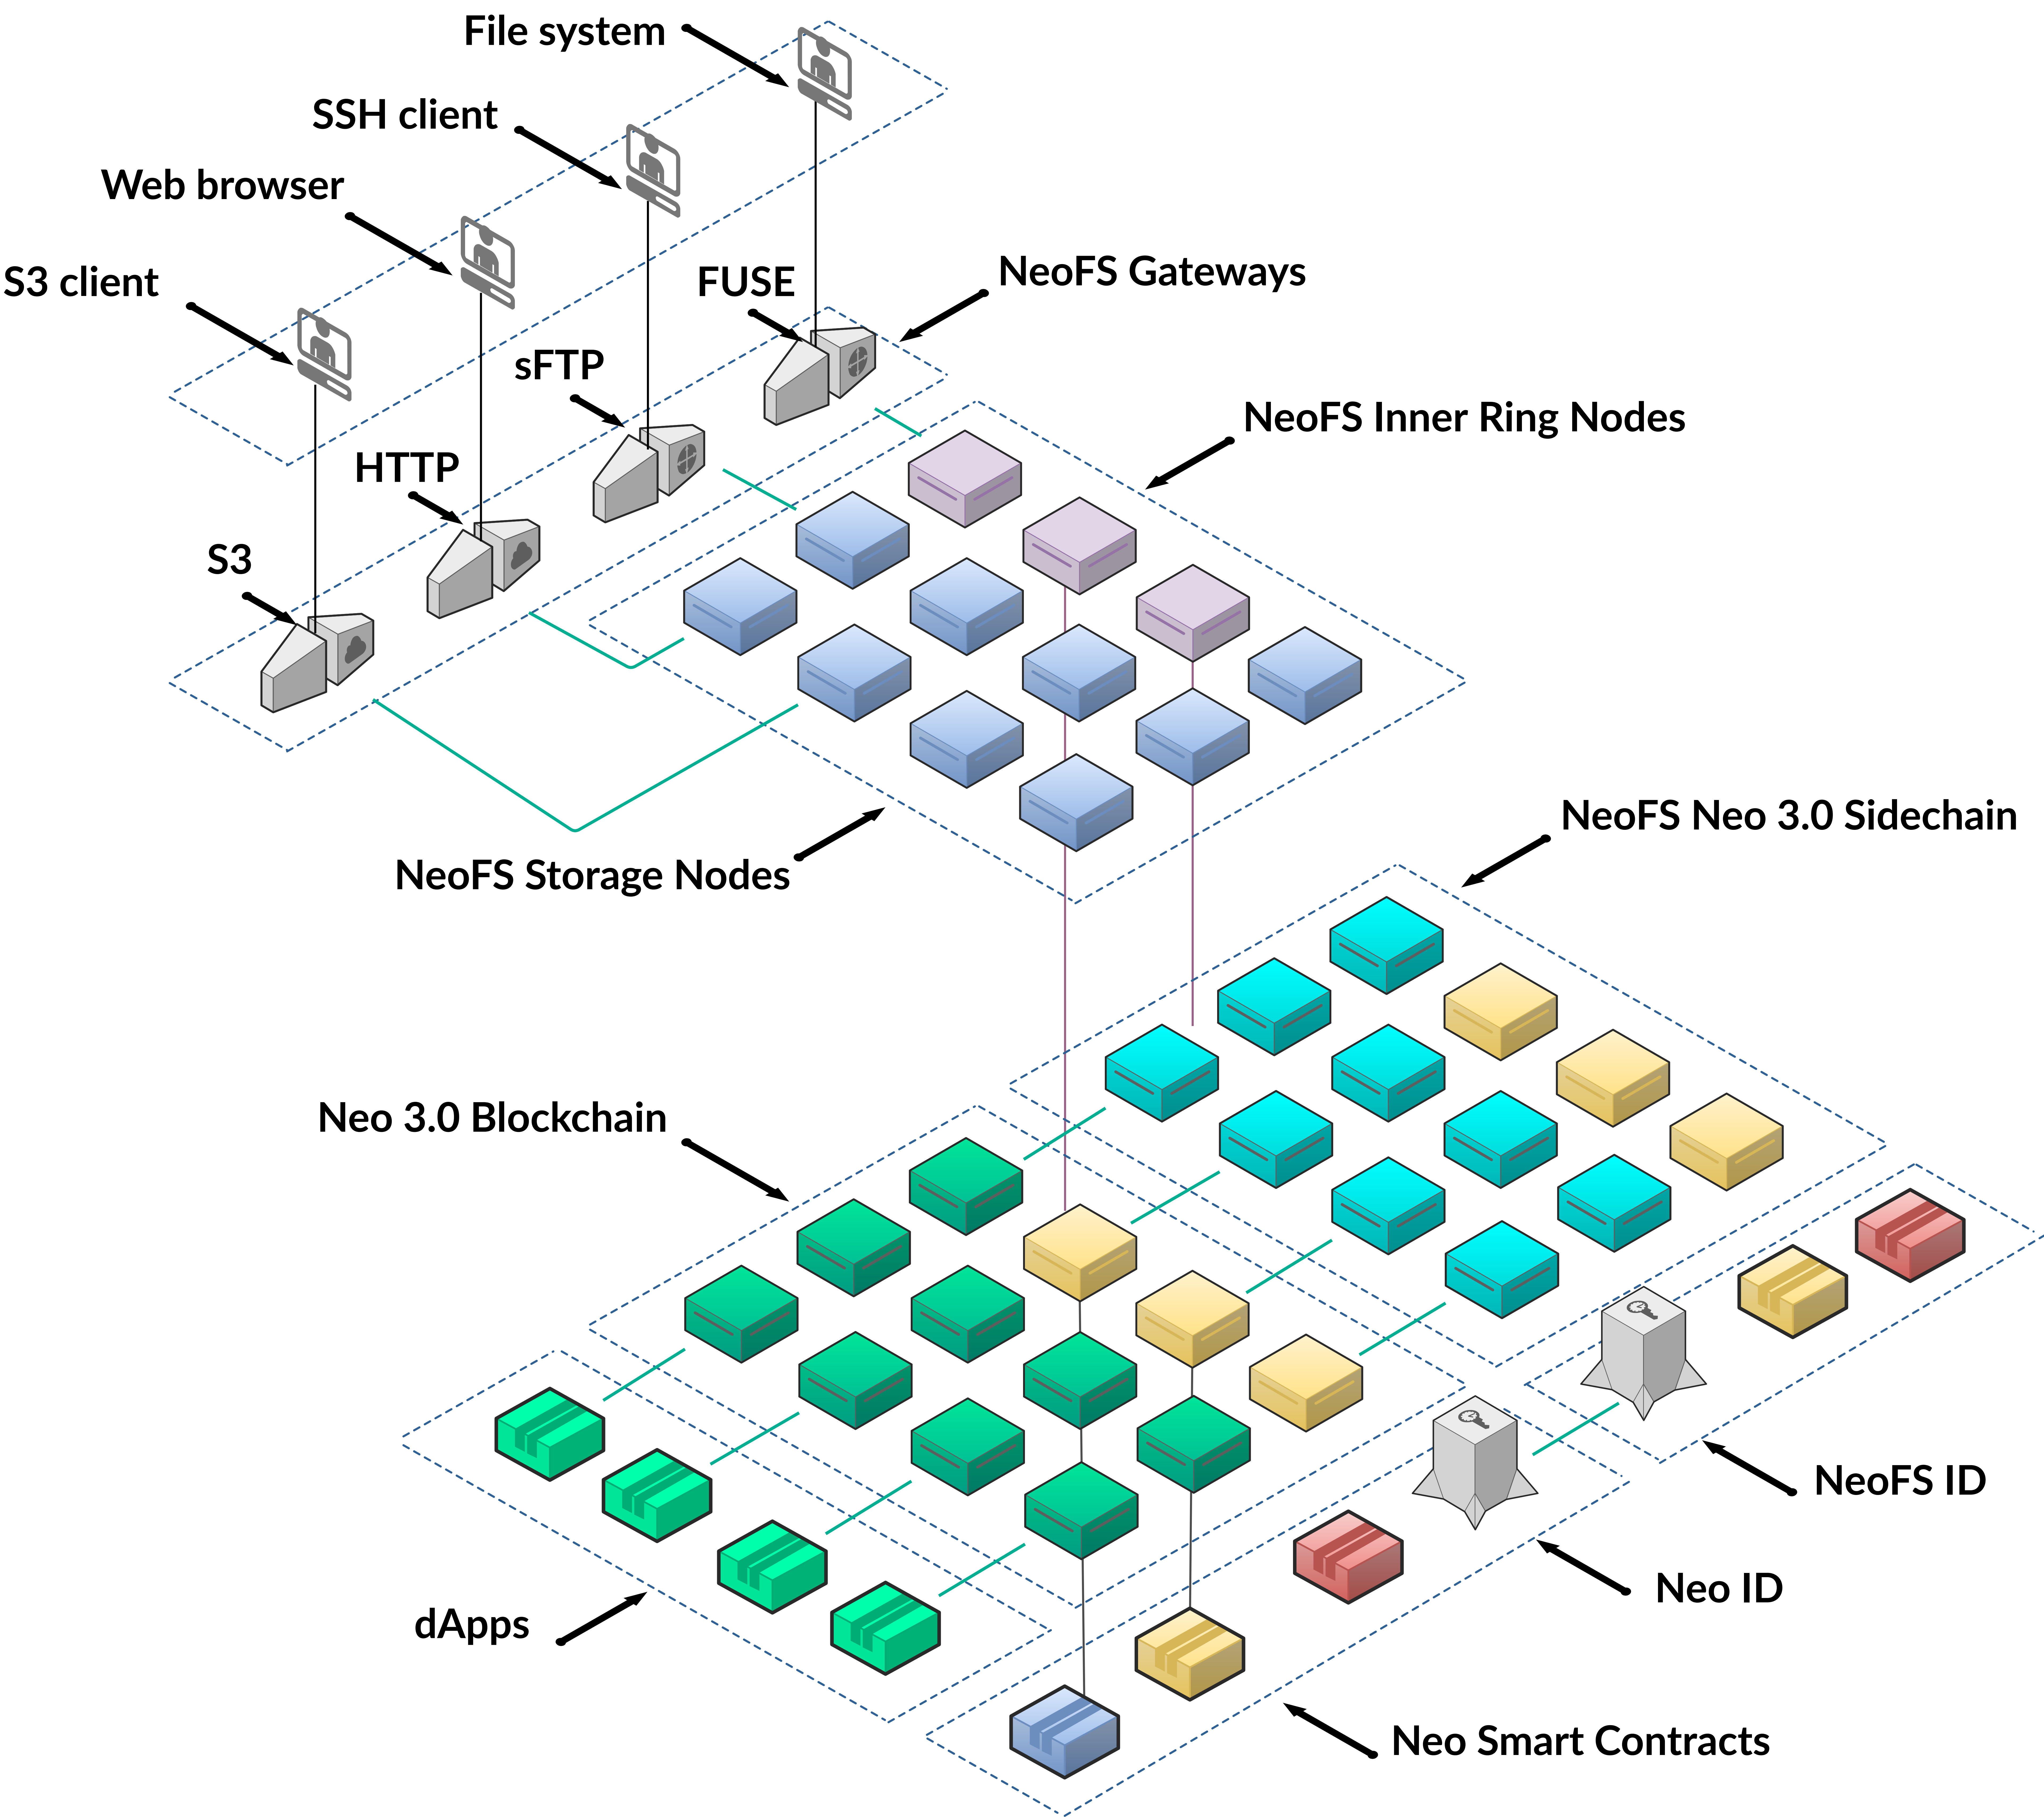 File system
SSH client
Web browser
S3 client
FUSE
NeoFS Gateways
sFTP
NeoFS Inner Ring Nodes
HTTP
S3
NeoFS Neo 3.0 Sidechain
NeoFS Storage Nodes
Neo 3.0 Blockchain
NeoFS ID
Neo ID
dApps
Neo Smart Contracts